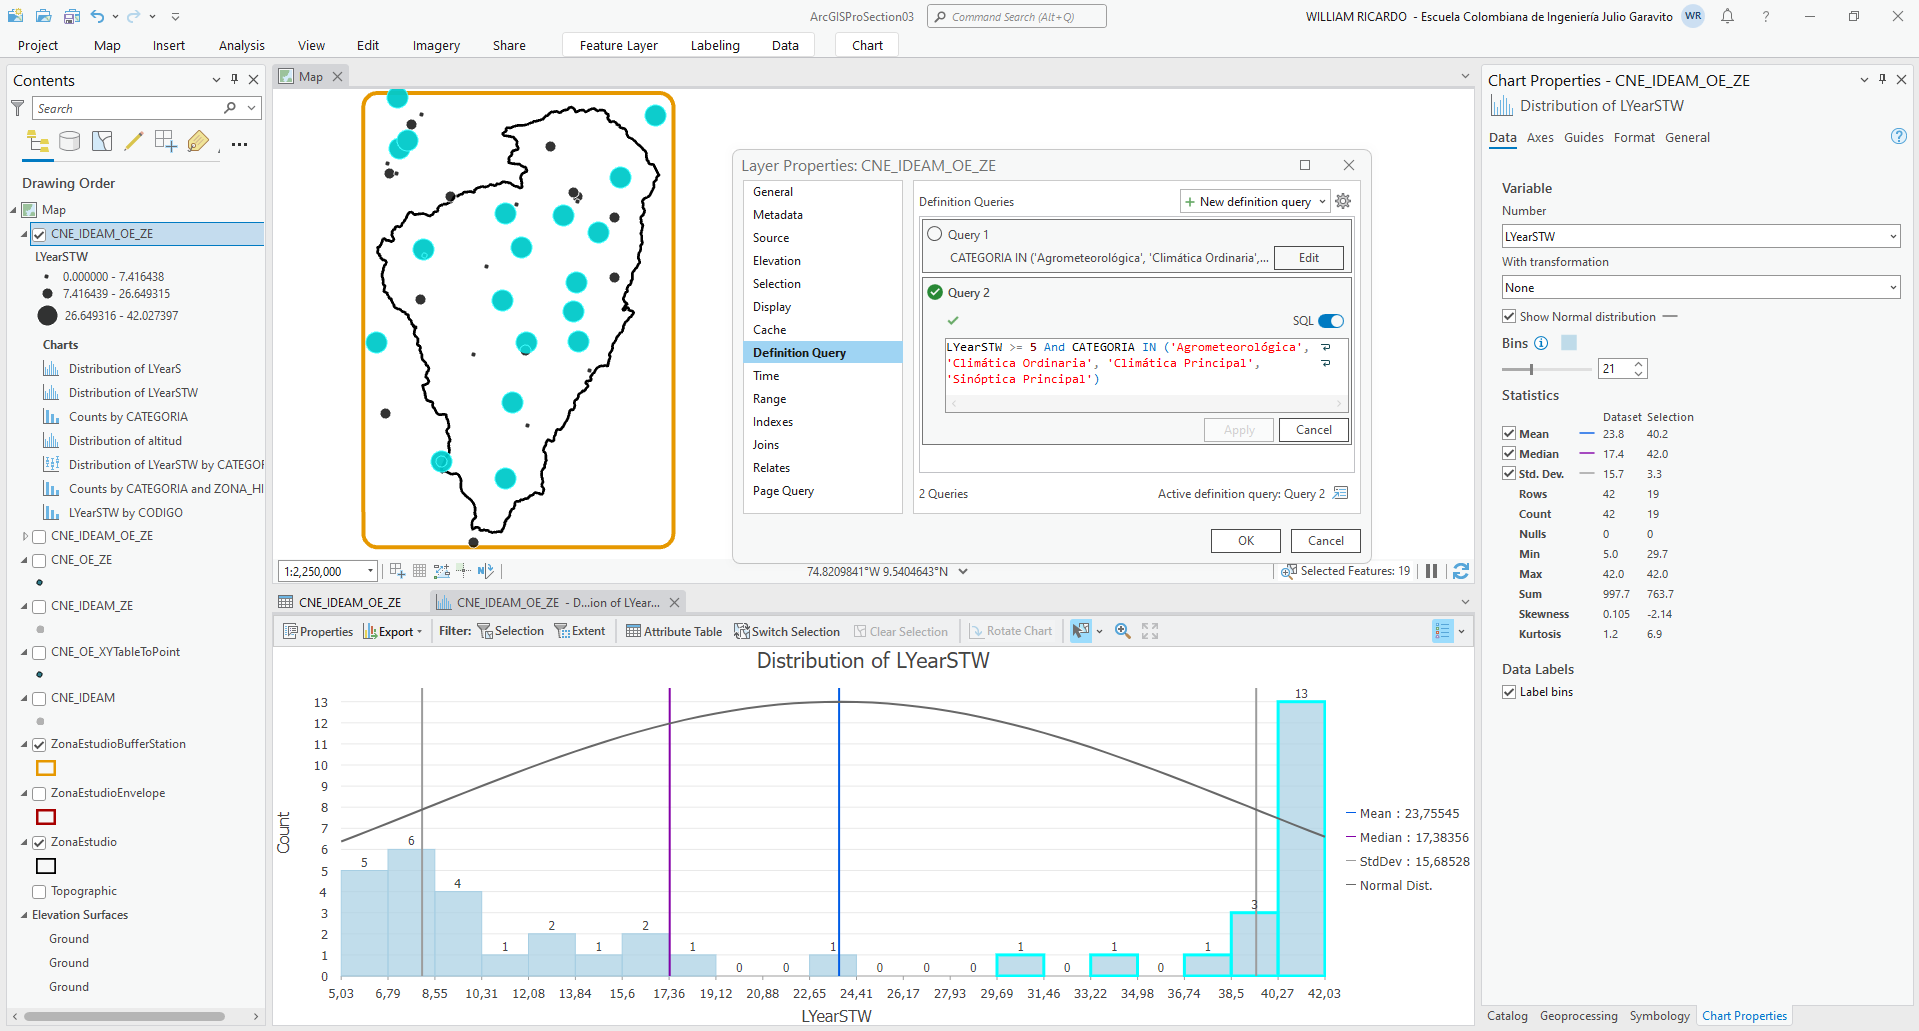 ArcGISProSection03
Command Search (Alt+Q)
WILLIAM RICARDO - Escuela Colombiana de Ingeniería Julio Garavito
WR
?
Project
Map
Insert
Analysis
View
Edit
Imagery
Share
Feature Layer
Labeling
Data
Chart
Contents
Search
Drawing Order
Map
CNE_IDEAM_OE_ZE
LYearSTW
0.000000 - 7.416438
7.416439 - 26.649315
26.649316 - 42.027397
Charts
Distribution of LYearS
Distribution of LYearSTW
Counts by CATEGORIA
Distribution of altitud
Distribution of LYearSTW by CATEGOF
Counts by CATEGORIA and ZONA_HI
LYearSTW by CODIGO
CNE_IDEAM_OE_ZE
CNE_OE_ZE
CNE_IDEAM_ZE
CNE_OE_XYTableToPoint
CNE_IDEAM
ZonaEstudioBufferStation
ZonaEstudioEnvelope
ZonaEstudio
Topographic
Elevation Surfaces
Ground
Ground
Ground
Map
Layer Properties: CNE_IDEAM_OE_ZE
General
Metadata
Source
Elevation
Selection
Display
Cache
Definition Query
Time
Range
Indexes
Joins
Relates
Page Query
Definition Queries
New definition query
Query 1
CATEGORIA IN ('Agrometeorológica', 'Climática Ordinaria',...
Edit
Query 2
SQL
LYearSTW >= 5 And CATEGORIA IN ('Agrometeorológica',
'Climática Ordinaria', 'Climática Principal',
'Sinóptica Principal')
Apply
Cancel
2 Queries
Active definition query: Query 2
OK
Cancel
1:2,250,000
74.8209841°W 9.5404643°N
Selected Features: 19
CNE_IDEAM_OE_ZE
CNE_IDEAM_OE_ZE - D...ion of LYear...
Properties
Export
Filter:
Selection
Extent
Attribute Table
Switch Selection
Clear Selection
Rotate Chart
Distribution of LYearSTW
Count
13
12
11
10
9
8
7
6
5
4
3
2
1
0
5
6
4
1
2
1
2
1
0
0
1
0
0
0
1
0
1
0
1
3
13
5,03
6,79
8,55
10,31
12,08
13,84
15,6
17,36
19,12
20,88
22,65
24,41
26,17
27,93
29,69
31,46
33,22
34,98
36,74
38,5
40,27
42,03
LYearSTW
Mean : 23,75545
Median : 17,38356
StdDev : 15,68528
Normal Dist.
Chart Properties - CNE_IDEAM_OE_ZE
Distribution of LYearSTW
Data
Axes
Guides
Format
General
?
Variable
Number
LYearSTW
With transformation
None
Show Normal distribution
Bins
21
Statistics
Dataset Selection
Mean 23.8 40.2
Median 17.4 42.0
Std. Dev. 15.7 3.3
Rows 42 19
Count 42 19
Nulls 0 0
Min 5.0 29.7
Max 42.0 42.0
Sum 997.7 763.7
Skewness 0.105 -2.14
Kurtosis 1.2 6.9
Data Labels
Label bins
Catalog
Geoprocessing
Symbology
Chart Properties